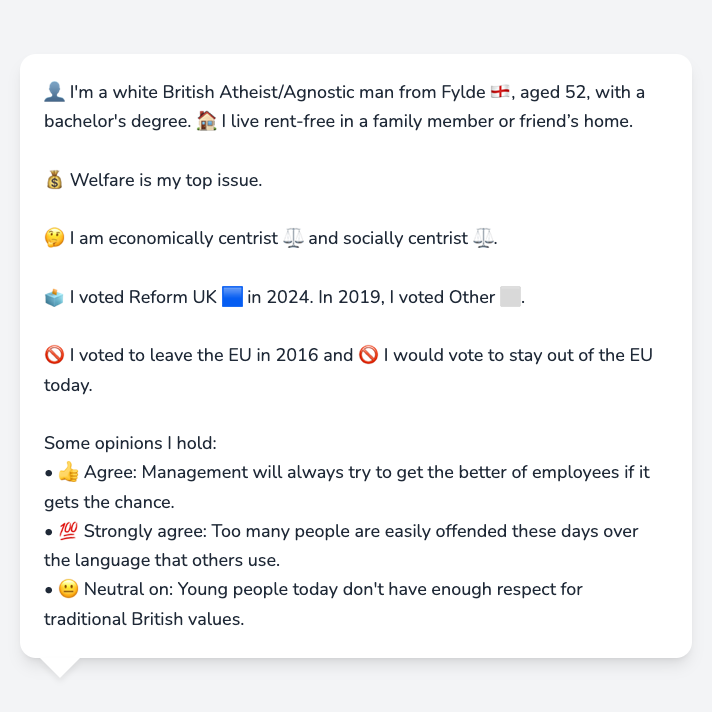 👤 I'm a white British Atheist/Agnostic man from Fylde 🏴󠁧󠁢󠁥󠁮󠁧󠁿, aged 52, with a
bachelor's degree. 🏠 I live rent-free in a family member or friend’s home.
💰 Welfare is my top issue.
🤔 I am economically centrist ⚖️ and socially centrist ⚖️.
🗳️ I voted Reform UK 🟦 in 2024. In 2019, I voted Other ⬜.
🚫 I voted to leave the EU in 2016 and 🚫 I would vote to stay out of the EU
today.
Some opinions I hold:
• 👍 Agree: Management will always try to get the better of employees if it
gets the chance.
• 💯 Strongly agree: Too many people are easily offended these days over
the language that others use.
• 😐 Neutral on: Young people today don't have enough respect for
traditional British values.